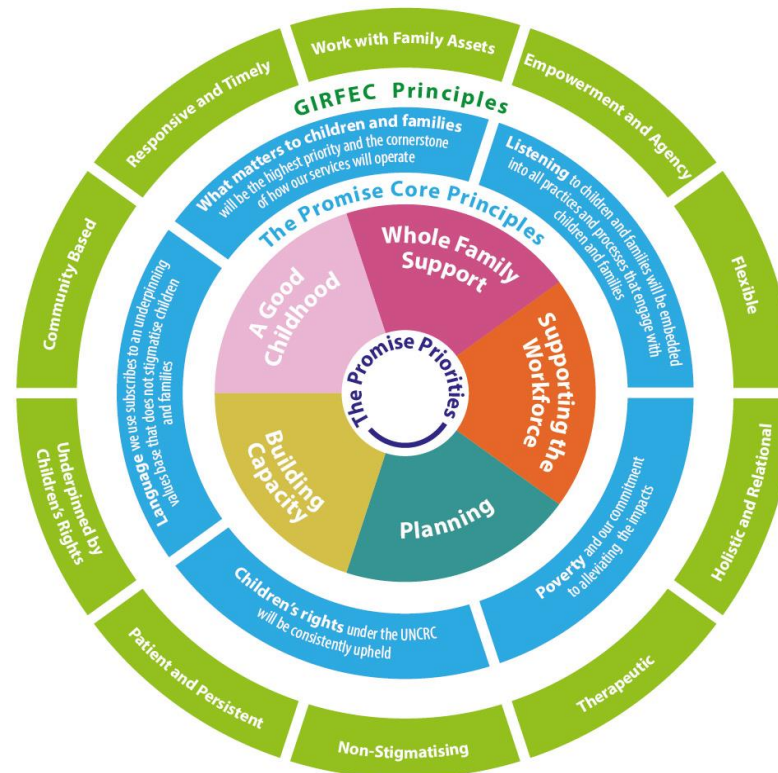 Work with Family Assets
Empowerment and Agency
Flexible
Holistic and Relational
Therapeutic
Non-Stigmatising
Patient and Persistent
Underpinned by
Children's Rights
Community Based
Responsive and Timely
GIRFEC Principles
What matters to children and families
will be the highest priority and the cornerstone
of how our services will operate
Listening to children and families will be embedded
into all practices and processes that engage with
children and families
Poverty and our commitment
to alleviating the impacts
Children's rights under the UNCRC
will be consistently upheld
Language we use subscribes to an underpinning
values base that does not stigmatise children
and families
The Promise Core Principles
Whole Family
Support
Supporting the
Workforce
Planning
Building
Capacity
A Good
Childhood
The Promise Priorities